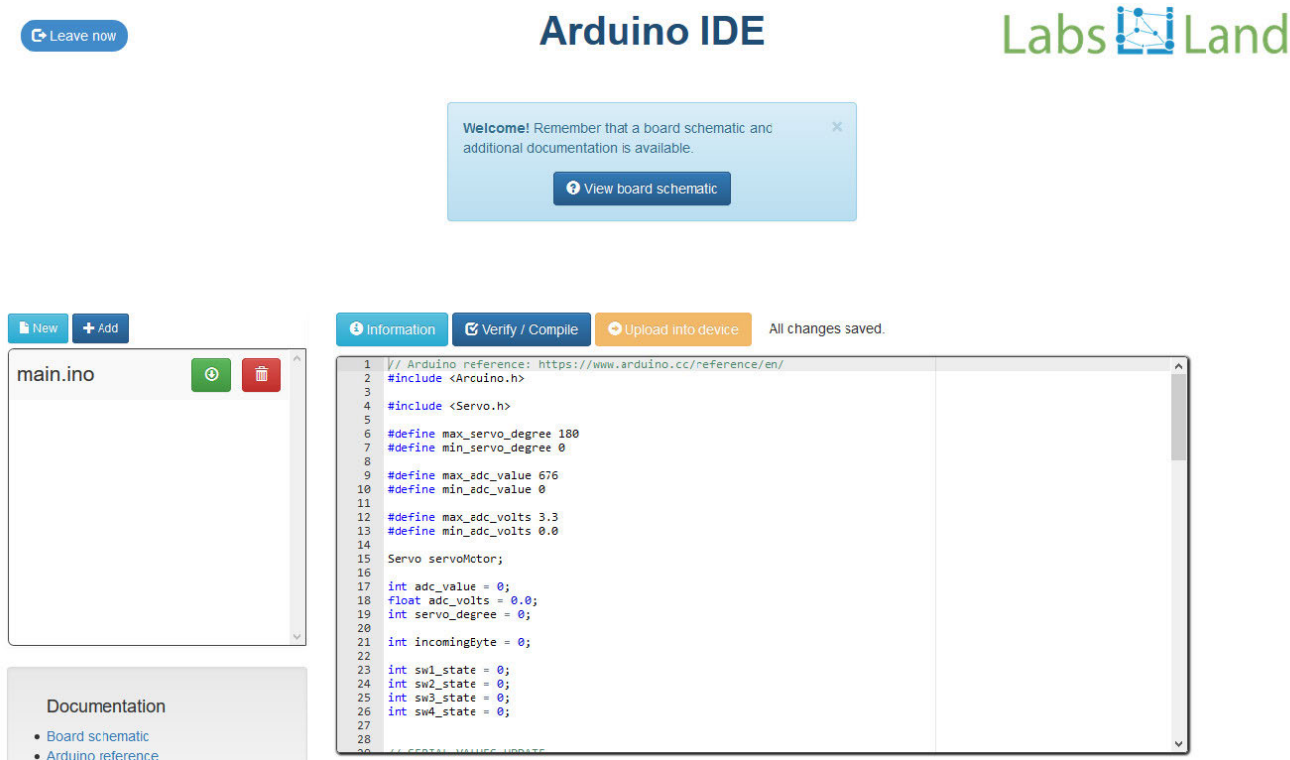 Leave now
Arduino IDE
Labs Land
Welcome! Remember that a board schematic and
additional documentation is available.
×
View board schematic
New
Add
Information
Verify / Compile
Upload into device
All changes saved.
main.ino
1 // Arduino reference: https://www.arduino.cc/reference/en/
2 #include <Arduino.h>
3
4 #include <Servo.h>
5
6 #define max_servo_degree 180
7 #define min_servo_degree 0
8
9 #define max_adc_value 676
10 #define min_adc_value 0
11
12 #define max_adc_volts 3.3
13 #define min_adc_volts 0.0
14
15 Servo servoMotor;
16
17 int adc_value = 0;
18 float adc_volts = 0.0;
19 int servo_degree = 0;
20
21 int incomingByte = 0;
22
23 int sw1_state = 0;
24 int sw2_state = 0;
25 int sw3_state = 0;
26 int sw4_state = 0;
27
28
29 // SERIAL VALUES UPDATE
Documentation
Board schematic
Arduino reference